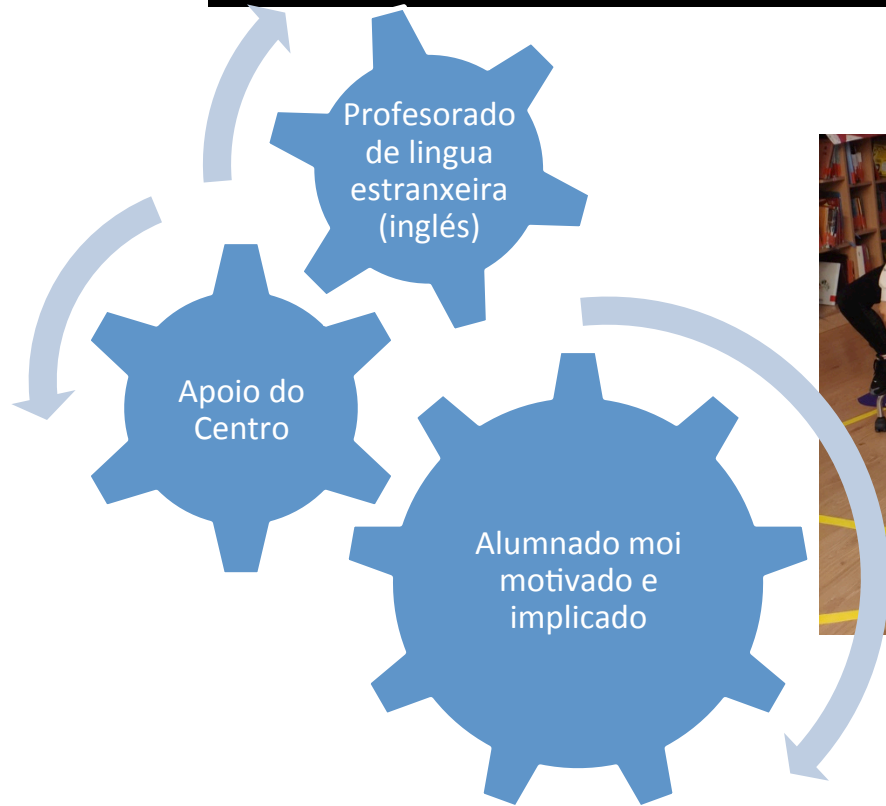 Profesorado
de lingua
estranxeira
(inglés)
Apoio do
Centro
Alumnado moi
motivado e
implicado